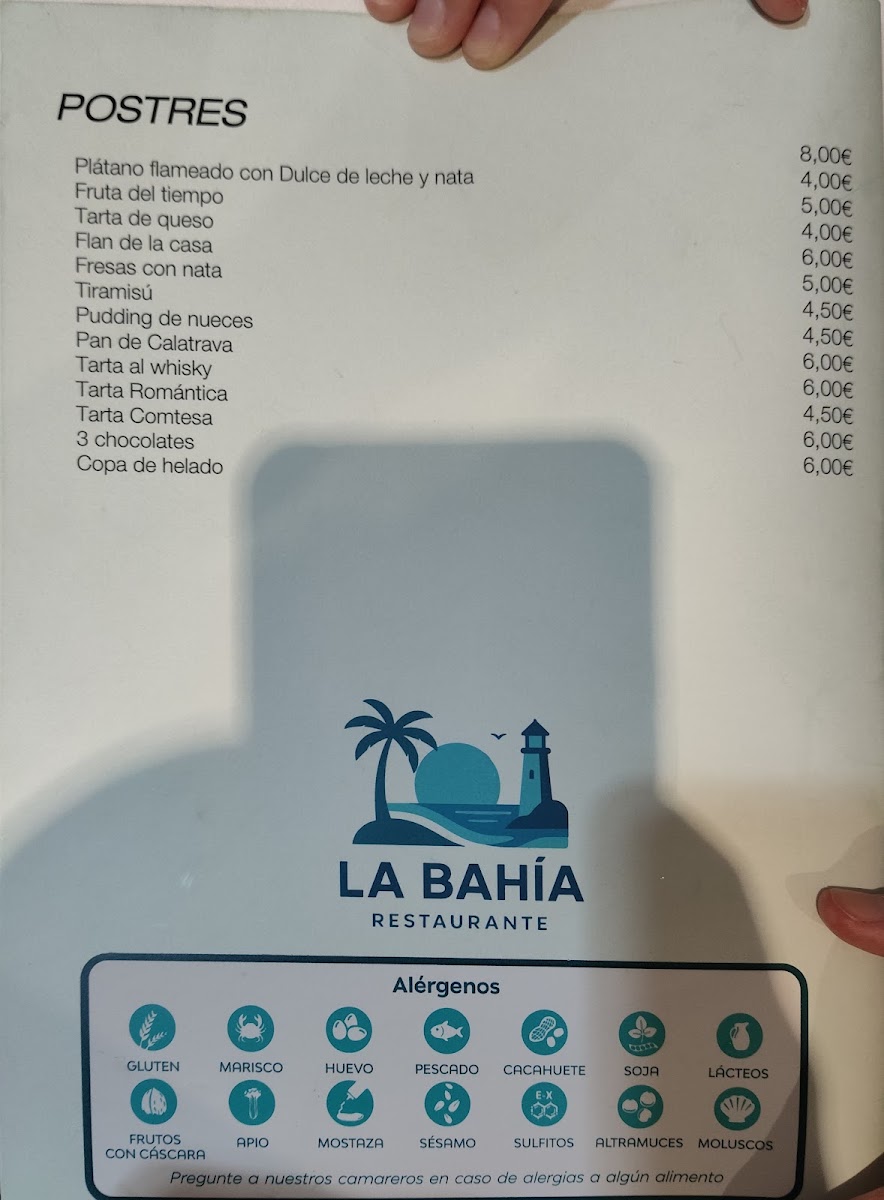 POSTRES
Plátano flameado con Dulce de leche y nata 8,00€
Fruta del tiempo 4,00€
Tarta de queso 5,00€
Flan de la casa 4,00€
Fresas con nata 6,00€
Tiramisú 5,00€
Pudding de nueces 4,50€
Pan de Calatrava 4,50€
Tarta al whisky 6,00€
Tarta Romántica 6,00€
Tarta Comtesa 4,50€
3 chocolates 6,00€
Copa de helado 6,00€
LA BAHÍA
RESTAURANTE
Alérgenos
E-X
GLUTEN MARISCO HUEVO PESCADO CACAHUETE SOJA LÁCTEOS
FRUTOS CON CÁSCARA APIO MOSTAZA SÉSAMO SULFITOS ALTRAMUCES MOLUSCOS
Pregunte a nuestros camareros en caso de alergias a algún alimento